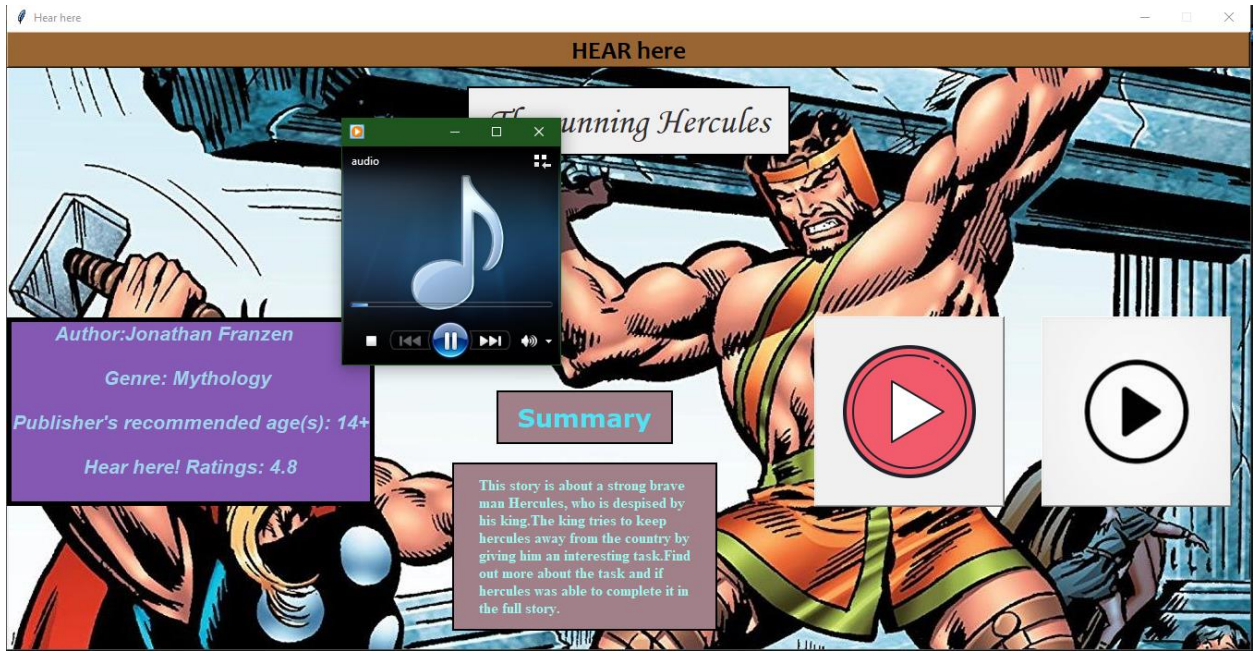 Hear here
HEAR here
unning Hercules
audio
Author:Jonathan Franzen
Genre: Mythology
Publisher's recommended age(s): 14+
Hear here! Ratings: 4.8
Summary
This story is about a strong brave
man Hercules, who is despised by
his king.The king tries to keep
hercules away from the country by
giving him an interesting task.Find
out more about the task and if
hercules was able to complete it in
the full story.